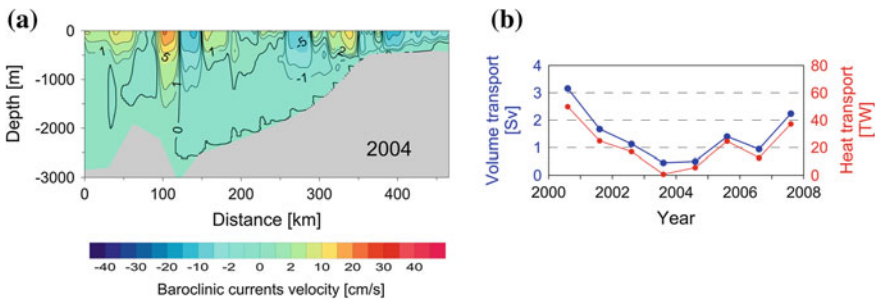 (a)
0
-1000
-2000
-3000
Depth [m]
1
5
1
-5
2
-1
1
0
2004
0 100 200 300 400
Distance [km]
-40 -30 -20 -10 -2 0 2 10 20 30 40
Baroclinic currents velocity [cm/s]
(b)
Volume transport
[Sv]
4 80
3 60
2 40
1 20
0 0
Heat transport
[TW]
2000 2002 2004 2006 2008
Year